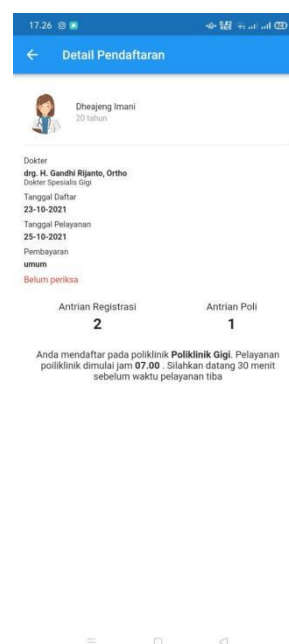 17.26
Detail Pendaftaran
Dheajeng Imani
20 tahun
Dokter
drg. H. Gandhi Rijanto, Ortho
Dokter Spesialis Gigi
Tanggal Daftar
23-10-2021
Tanggal Pelayanan
25-10-2021
Pembayaran
umum
Belum periksa
Antrian Registrasi
Antrian Poli
2
1
Anda mendaftar pada poliklinik Poliklinik Gigi. Pelayanan
poiliklinik dimulai jam 07.00 . Silahkan datang 30 menit
sebelum waktu pelayanan tiba